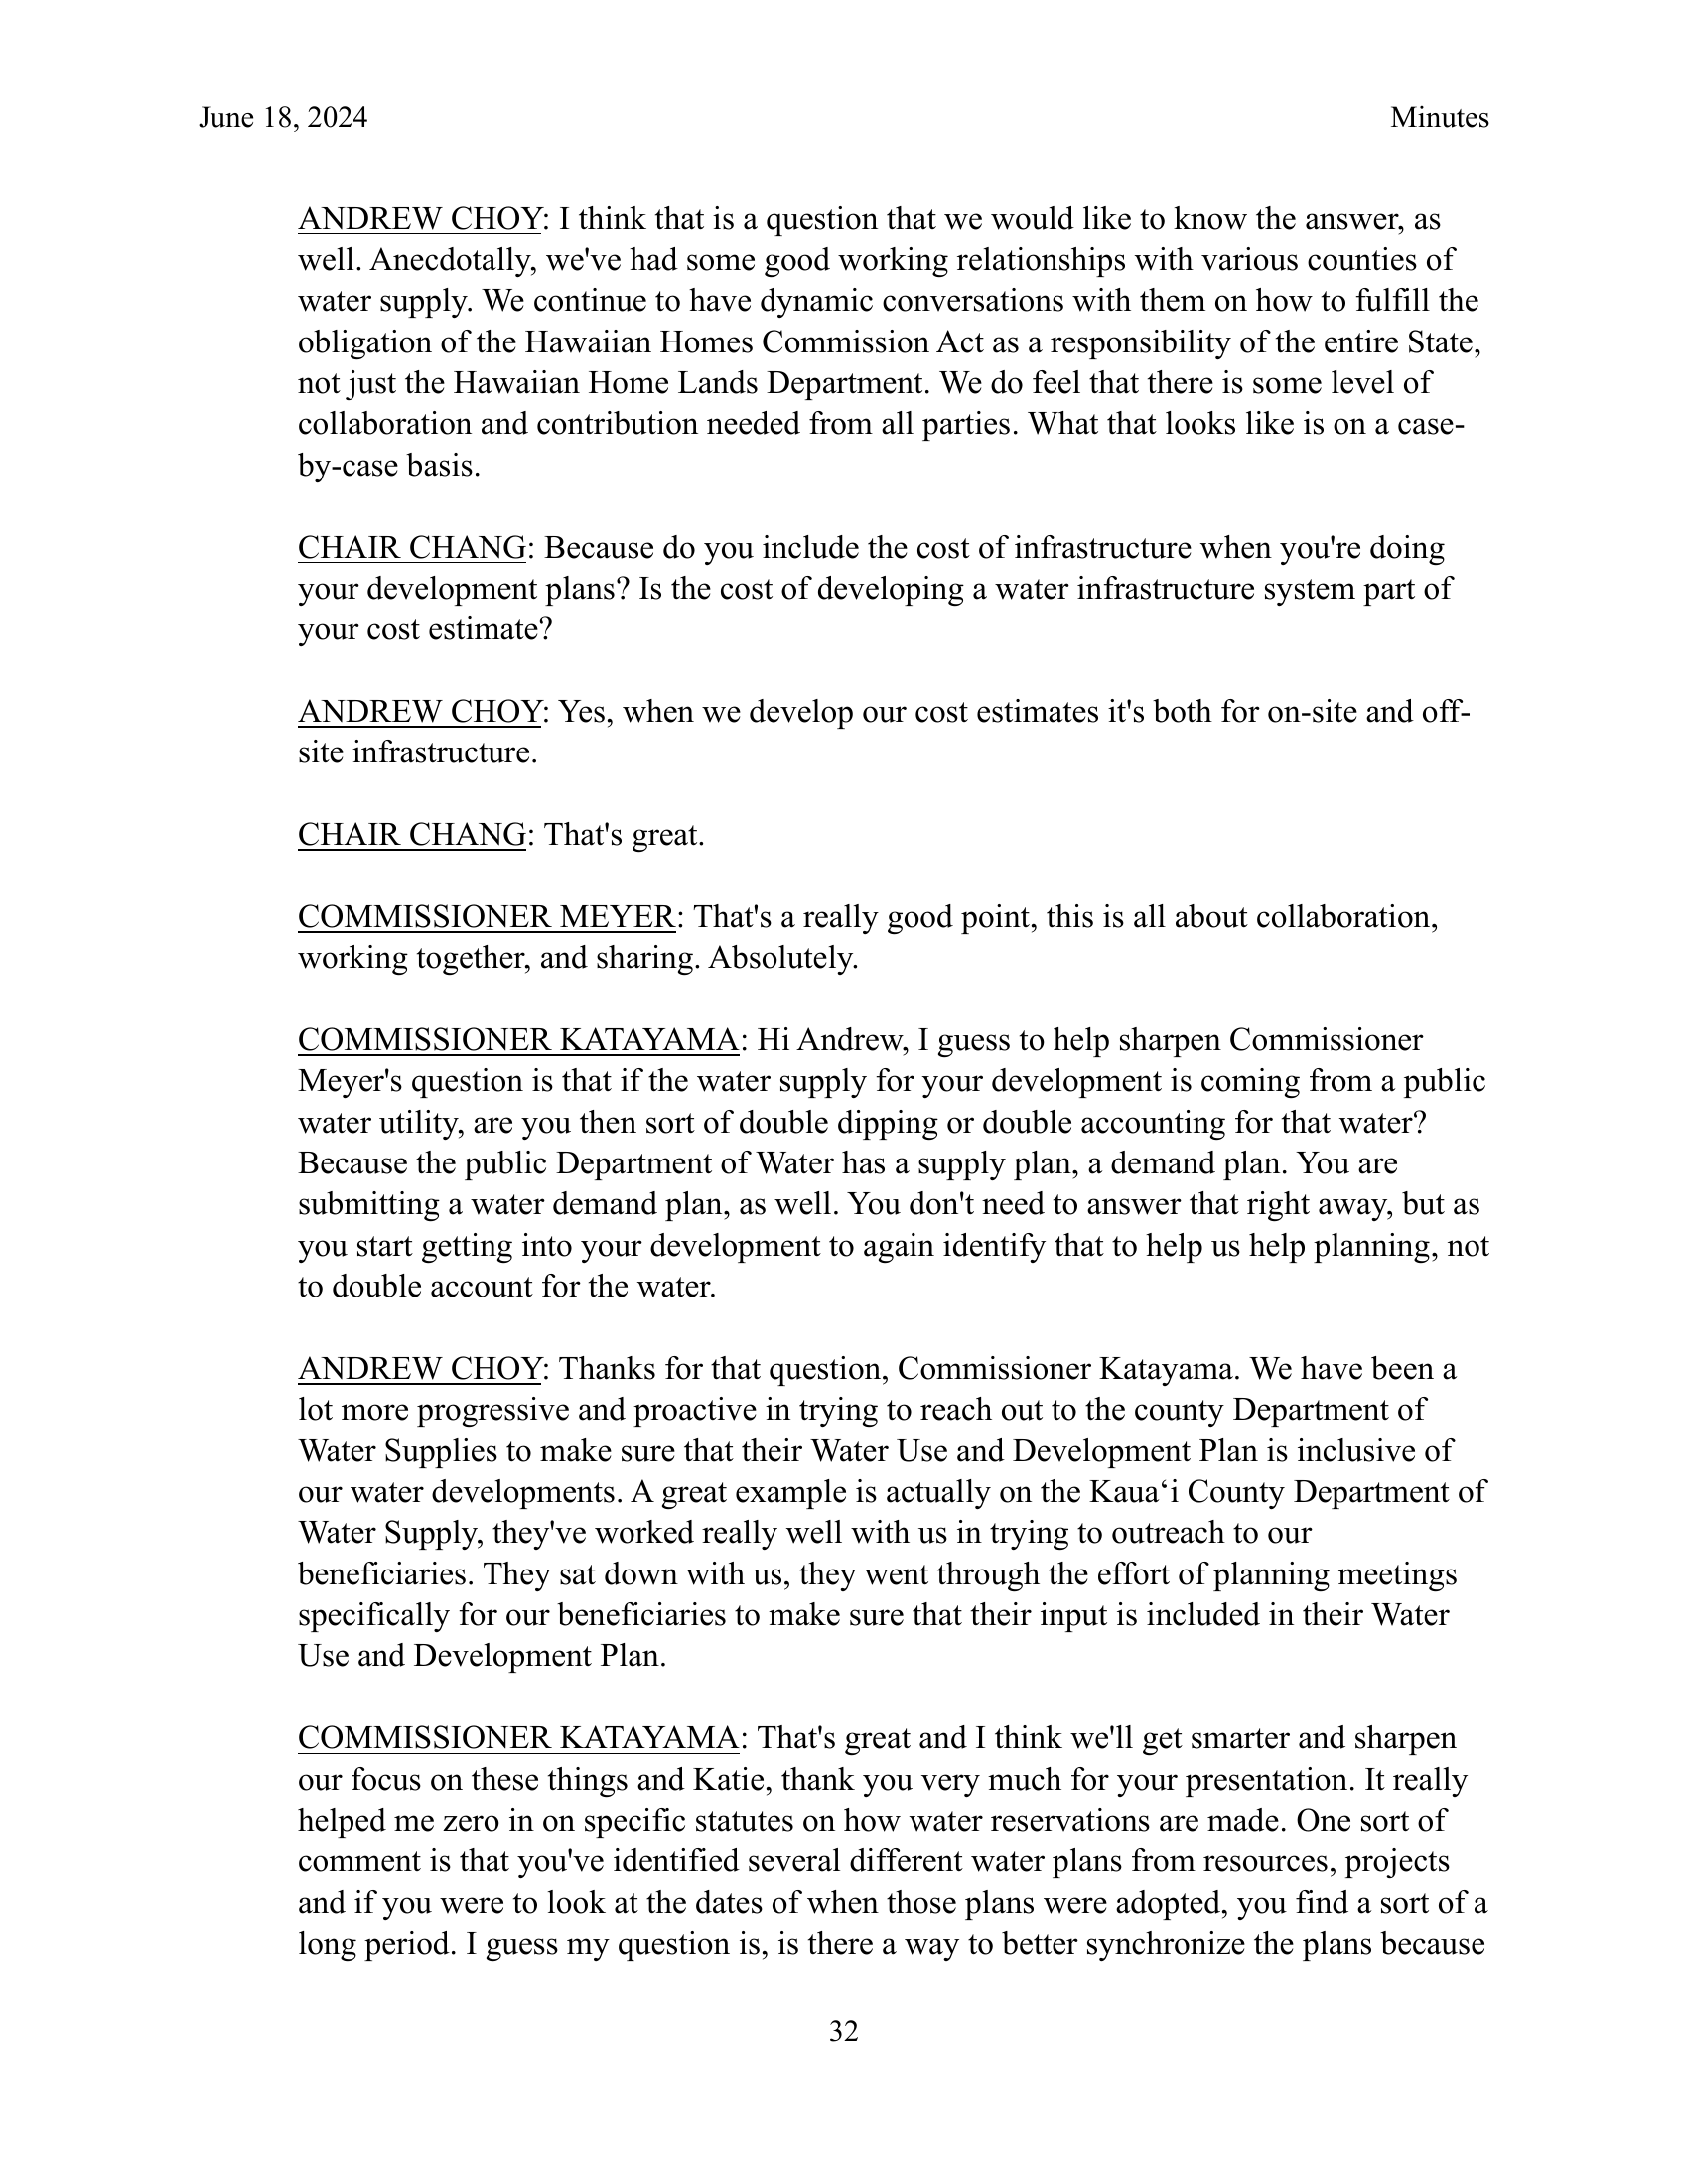 June 18, 2024 Minutes
ANDREW CHOY: I think that is a question that we would like to know the answer, as
well. Anecdotally, we've had some good working relationships with various counties of
water supply. We continue to have dynamic conversations with them on how to fulfill the
obligation of the Hawaiian Homes Commission Act as a responsibility of the entire State,
not just the Hawaiian Home Lands Department. We do feel that there is some level of
collaboration and contribution needed from all parties. What that looks like is on a case-
by-case basis.
CHAIR CHANG: Because do you include the cost of infrastructure when you're doing
your development plans? Is the cost of developing a water infrastructure system part of
your cost estimate?
ANDREW CHOY: Yes, when we develop our cost estimates it's both for on-site and off-
site infrastructure.
CHAIR CHANG: That's great.
COMMISSIONER MEYER: That's a really good point, this is all about collaboration,
working together, and sharing. Absolutely.
COMMISSIONER KATAYAMA: Hi Andrew, I guess to help sharpen Commissioner
Meyer's question is that if the water supply for your development is coming from a public
water utility, are you then sort of double dipping or double accounting for that water?
Because the public Department of Water has a supply plan, a demand plan. You are
submitting a water demand plan, as well. You don't need to answer that right away, but as
you start getting into your development to again identify that to help us help planning, not
to double account for the water.
ANDREW CHOY: Thanks for that question, Commissioner Katayama. We have been a
lot more progressive and proactive in trying to reach out to the county Department of
Water Supplies to make sure that their Water Use and Development Plan is inclusive of
our water developments. A great example is actually on the Kauaʻi County Department of
Water Supply, they've worked really well with us in trying to outreach to our
beneficiaries. They sat down with us, they went through the effort of planning meetings
specifically for our beneficiaries to make sure that their input is included in their Water
Use and Development Plan.
COMMISSIONER KATAYAMA: That's great and I think we'll get smarter and sharpen
our focus on these things and Katie, thank you very much for your presentation. It really
helped me zero in on specific statutes on how water reservations are made. One sort of
comment is that you've identified several different water plans from resources, projects
and if you were to look at the dates of when those plans were adopted, you find a sort of a
long period. I guess my question is, is there a way to better synchronize the plans because
32